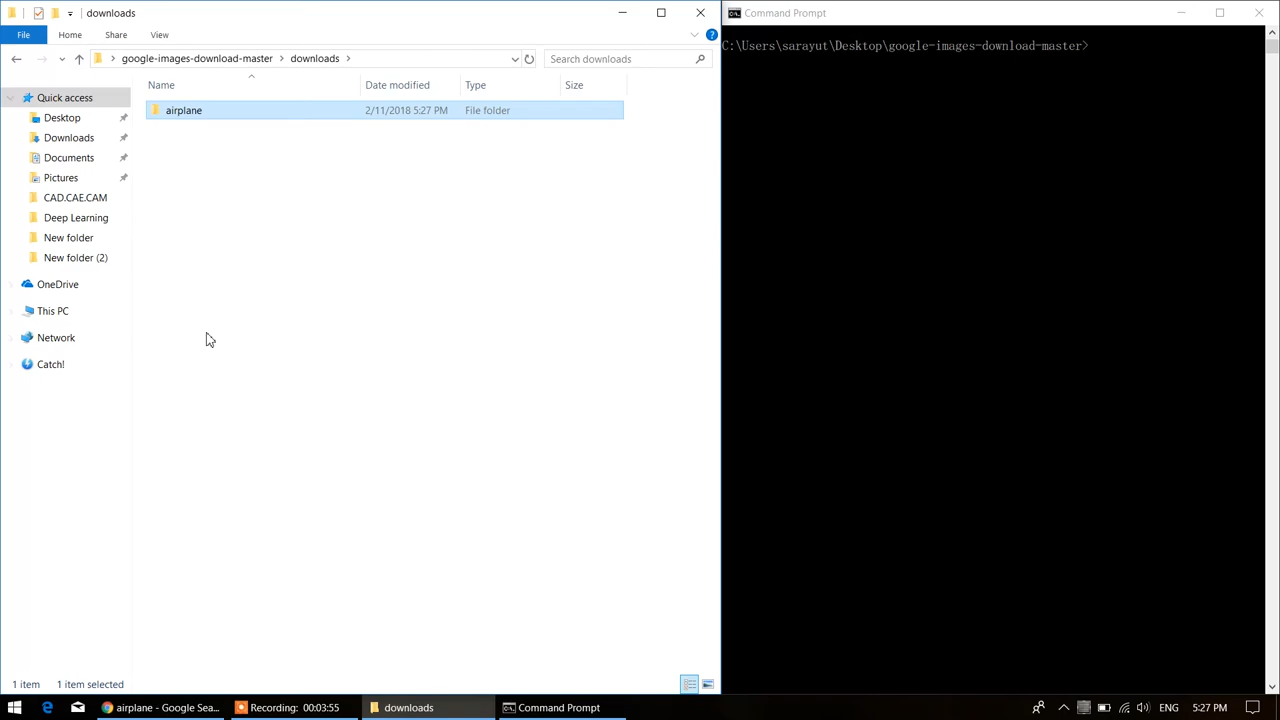 downloads
File
Home
Share
View
google-images-download-master
downloads
Search downloads
Name
Date modified
Type
Size
Quick access
Desktop
Downloads
Documents
Pictures
CAD.CAE.CAM
Deep Learning
New folder
New folder (2)
OneDrive
This PC
Network
Catch!
airplane
2/11/2018 5:27 PM
File folder
1 item
1 item selected
Command Prompt
C:\Users\sarayut\Desktop\google-images-download-master>
airplane - Google Sea...
Recording: 00:03:55
downloads
Command Prompt
ENG
5:27 PM